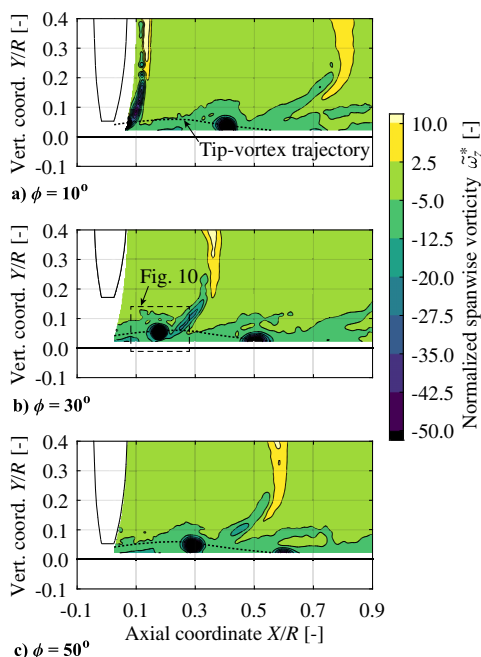 Vert. coord. Y/R [-]
0.4
0.3
0.2
0.1
0.0
-0.1
Tip-vortex trajectory
a) ϕ = 10°
Vert. coord. Y/R [-]
0.4
0.3
0.2
0.1
0.0
-0.1
Fig. 10
b) ϕ = 30°
Vert. coord. Y/R [-]
0.4
0.3
0.2
0.1
0.0
-0.1
-0.1 0.1 0.3 0.5 0.7 0.9
Axial coordinate X/R [-]
c) ϕ = 50°
10.0
2.5
-5.0
-12.5
-20.0
-27.5
-35.0
-42.5
-50.0
Normalized spanwise vorticity ω̃*z [-]